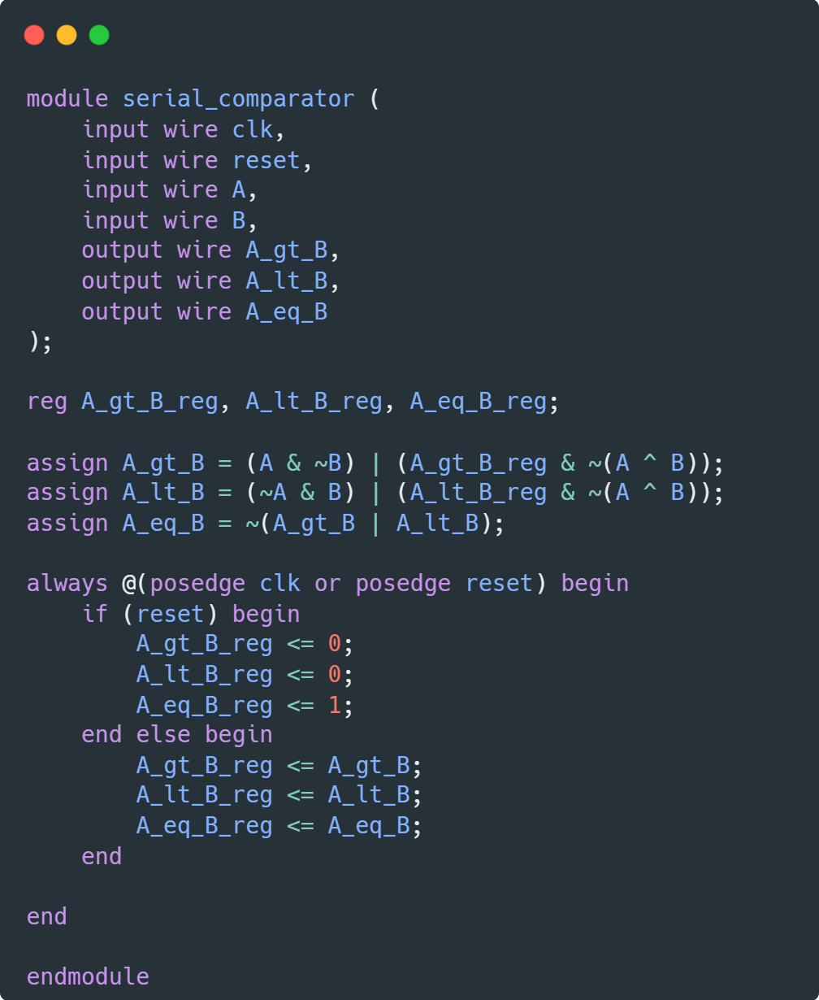 module serial_comparator (
    input wire clk,
    input wire reset,
    input wire A,
    input wire B,
    output wire A_gt_B,
    output wire A_lt_B,
    output wire A_eq_B
);

reg A_gt_B_reg, A_lt_B_reg, A_eq_B_reg;

assign A_gt_B = (A & ~B) | (A_gt_B_reg & ~(A ^ B));
assign A_lt_B = (~A & B) | (A_lt_B_reg & ~(A ^ B));
assign A_eq_B = ~(A_gt_B | A_lt_B);

always @(posedge clk or posedge reset) begin
    if (reset) begin
        A_gt_B_reg <= 0;
        A_lt_B_reg <= 0;
        A_eq_B_reg <= 1;
    end else begin
        A_gt_B_reg <= A_gt_B;
        A_lt_B_reg <= A_lt_B;
        A_eq_B_reg <= A_eq_B;
    end

end

endmodule